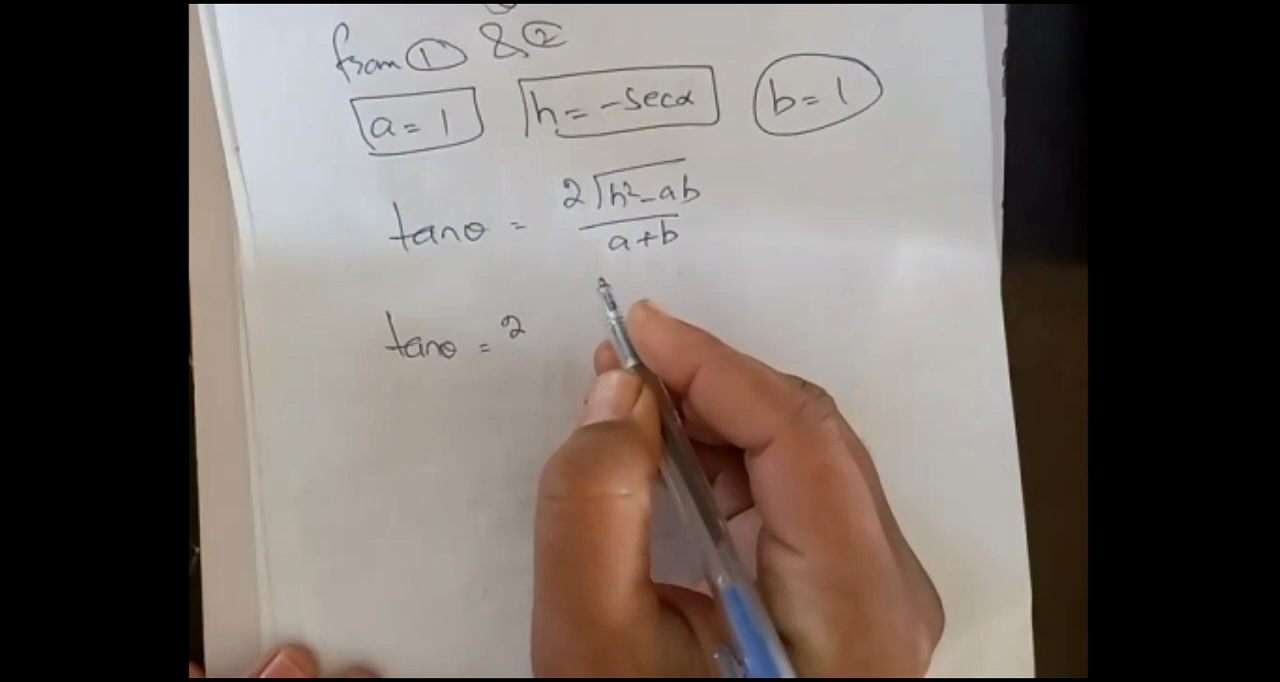 from ① & ②
a = 1 h = -secα b = 1
tanθ = 2√h²-ab / a+b
tanθ = 2